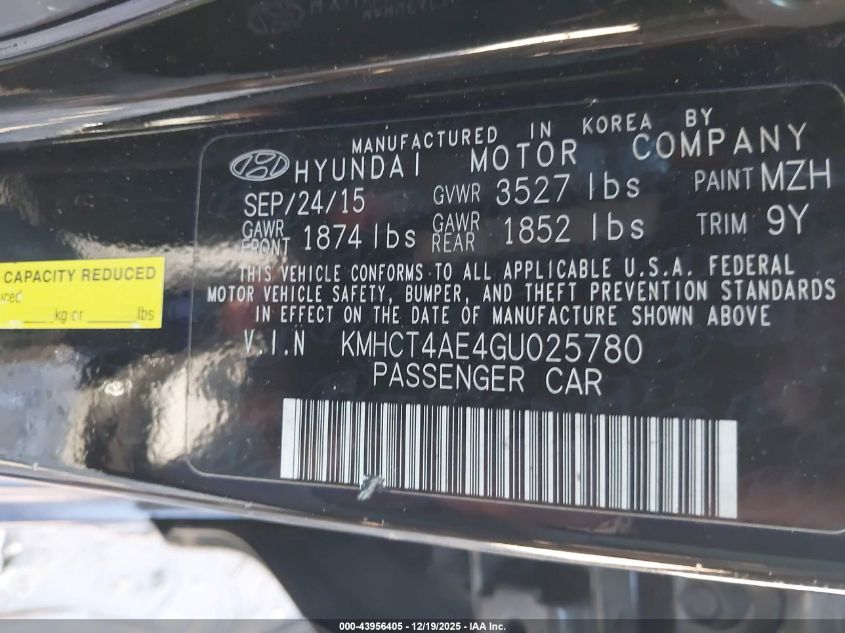 MANUFACTURED IN KOREA BY
HYUNDAI MOTOR COMPANY
SEP/24/15 GVWR 3527 lbs PAINT MZH
GAWR FRONT 1874 lbs GAWR REAR 1852 lbs TRIM 9Y
THIS VEHICLE CONFORMS TO ALL APPLICABLE U.S.A. FEDERAL
MOTOR VEHICLE SAFETY, BUMPER, AND THEFT PREVENTION STANDARDS
IN EFFECT ON THE DATE OF MANUFACTURE SHOWN ABOVE
V.I.N KMHCT4AE4GU025780
PASSENGER CAR
CAPACITY REDUCED
kg or lbs
000-43956405 - 12/19/2025 - WWW.IAAI.COM